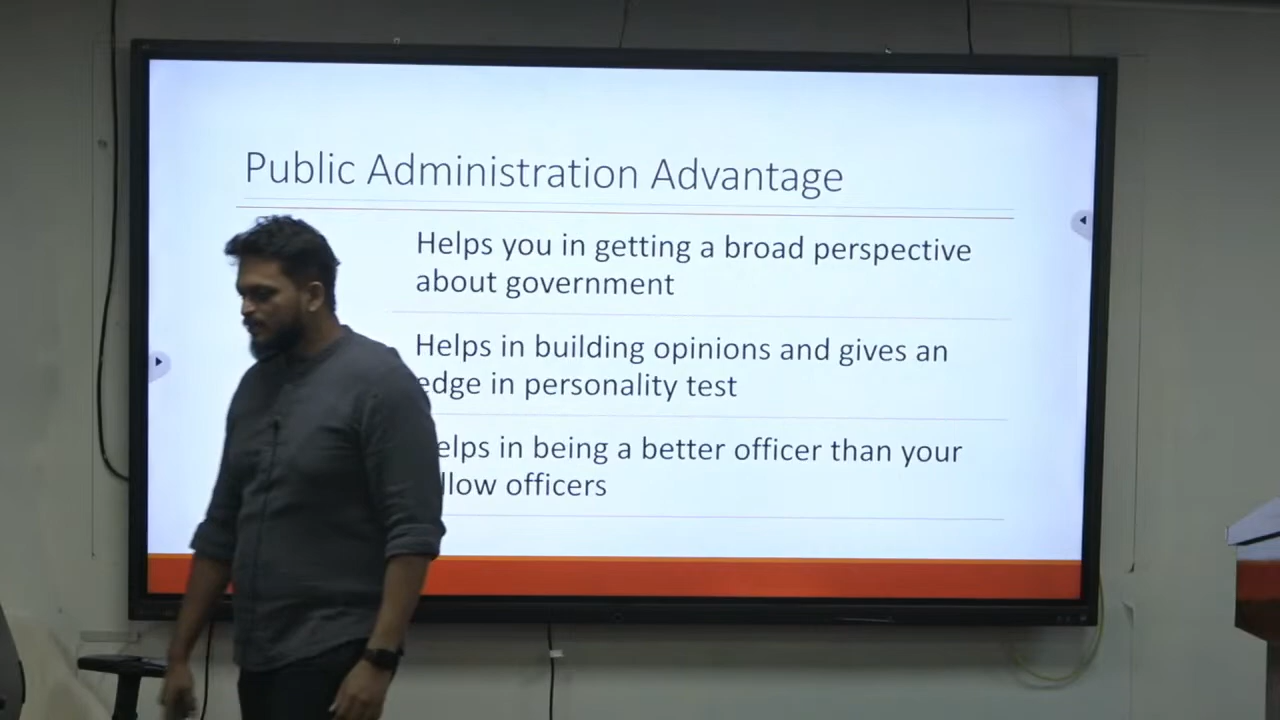 Public Administration Advantage
Helps you in getting a broad perspective
about government
Helps in building opinions and gives an
edge in personality test
elps in being a better officer than your
llow officers